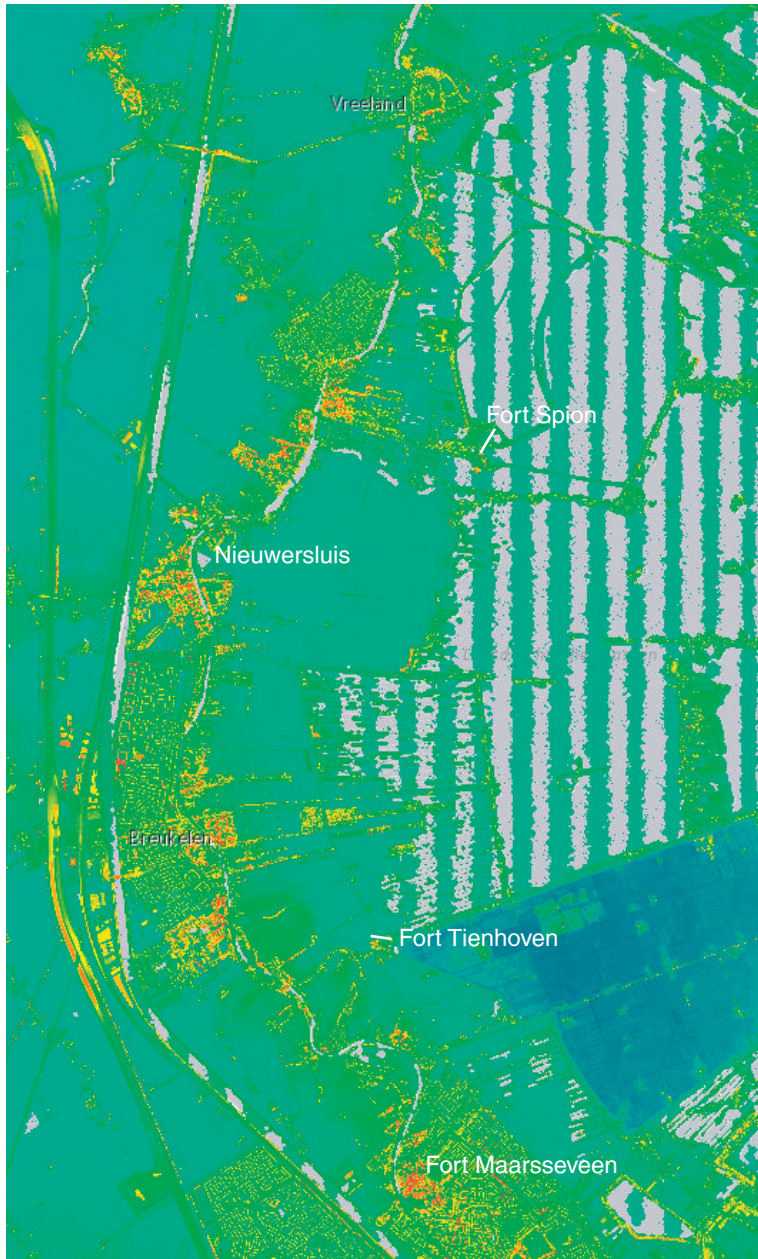 Vreeland
Fort Spion
Nieuwersluis
Breukelen
Fort Tienhoven
Fort Maarsseveen